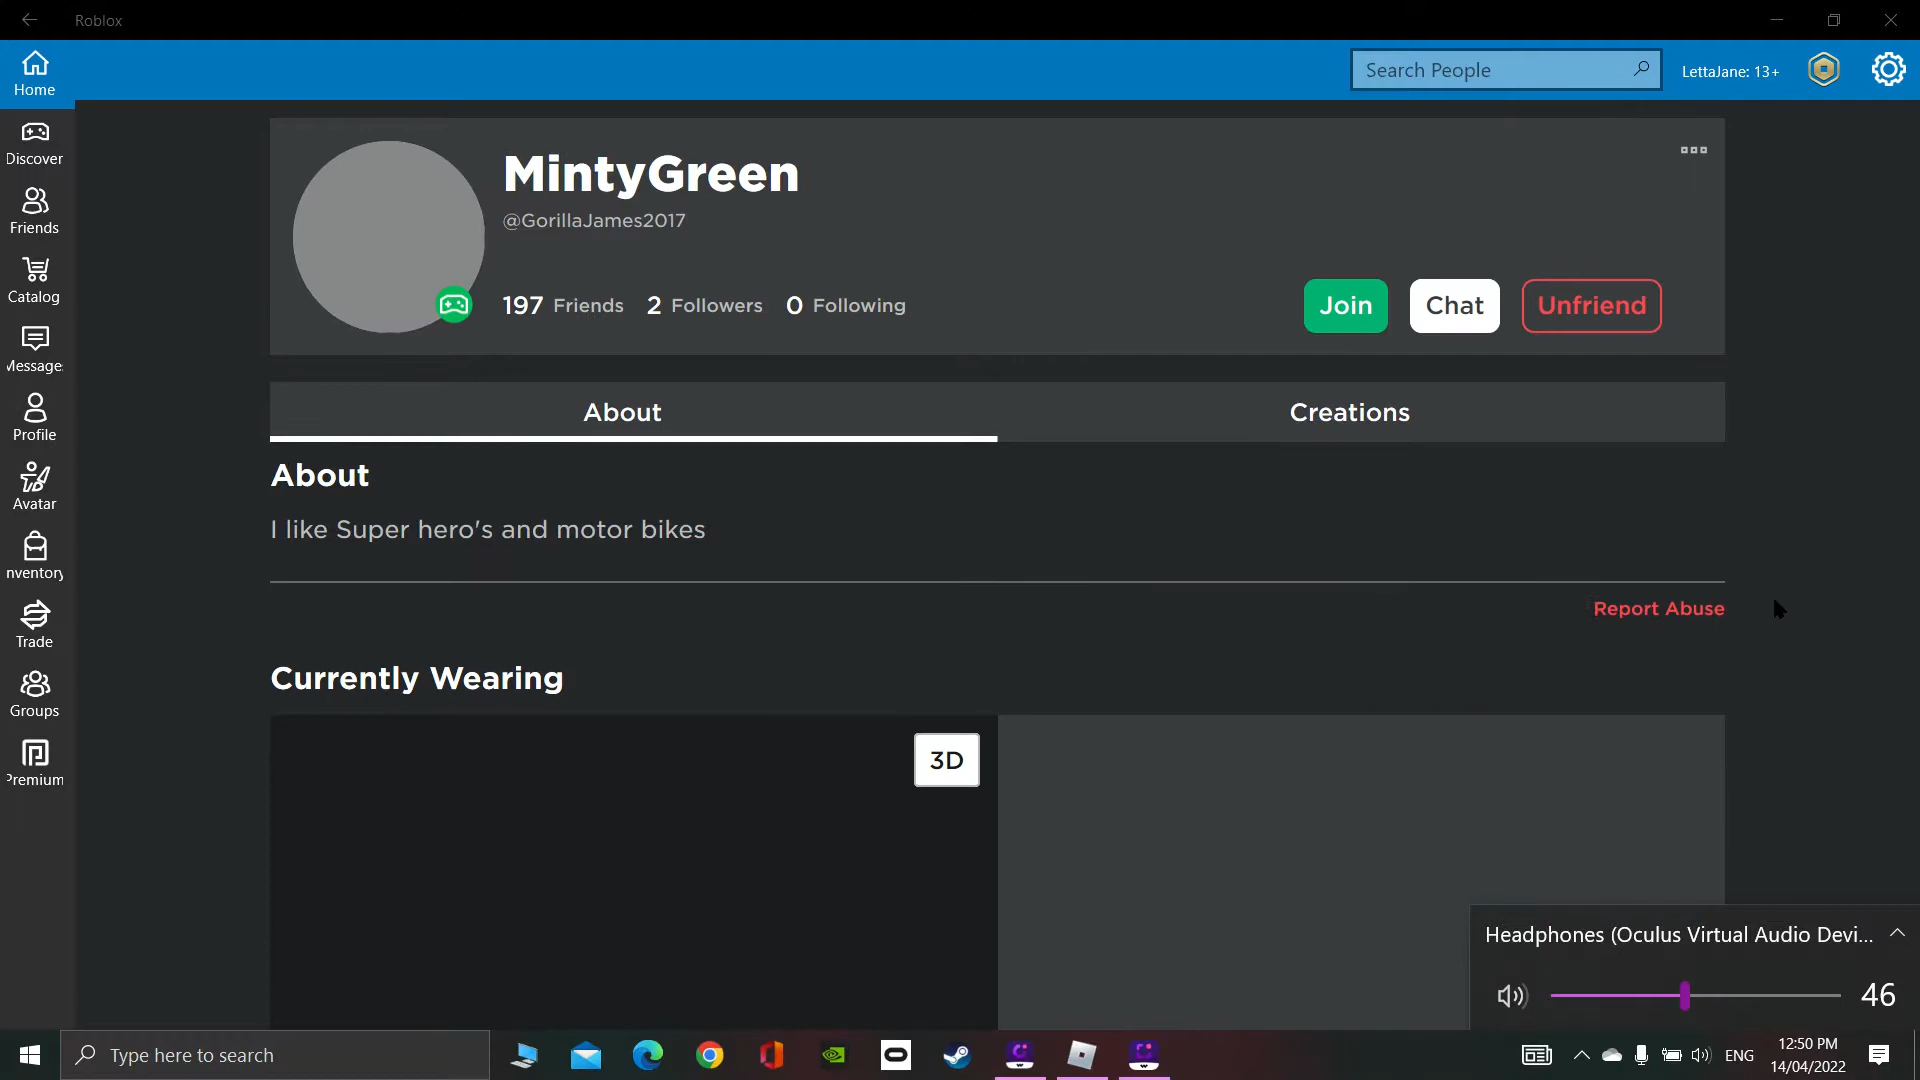 Roblox
Search People
LettaJane: 13+
Home
Discover
Friends
Catalog
Message
Profile
Avatar
nventory
Trade
Groups
Premium
MintyGreen
@GorillaJames2017
197 Friends 2 Followers 0 Following
Join
Chat
Unfriend
About
Creations
About
I like Super hero's and motor bikes
Report Abuse
Currently Wearing
3D
Headphones (Oculus Virtual Audio Devi...
46
Type here to search
ENG
12:50 PM
14/04/2022